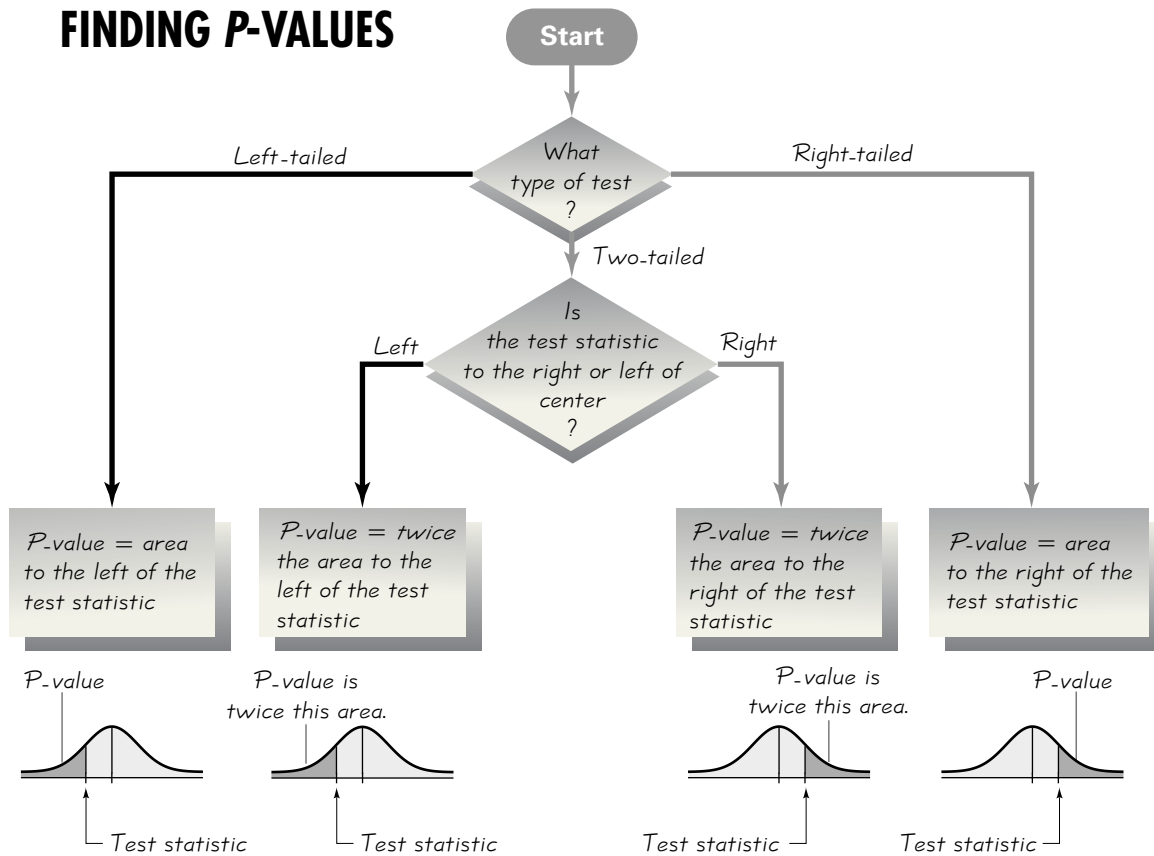 FINDING P-VALUES
Start
What
type of test
?
Left-tailed
Right-tailed
Two-tailed
Is
the test statistic
to the right or left of
center
?
Left
Right
P-value = area
to the left of the
test statistic
P-value = twice
the area to the
left of the test
statistic
P-value = twice
the area to the
right of the test
statistic
P-value = area
to the right of the
test statistic
P-value
P-value is
twice this area.
P-value is
twice this area.
P-value
Test statistic
Test statistic
Test statistic
Test statistic